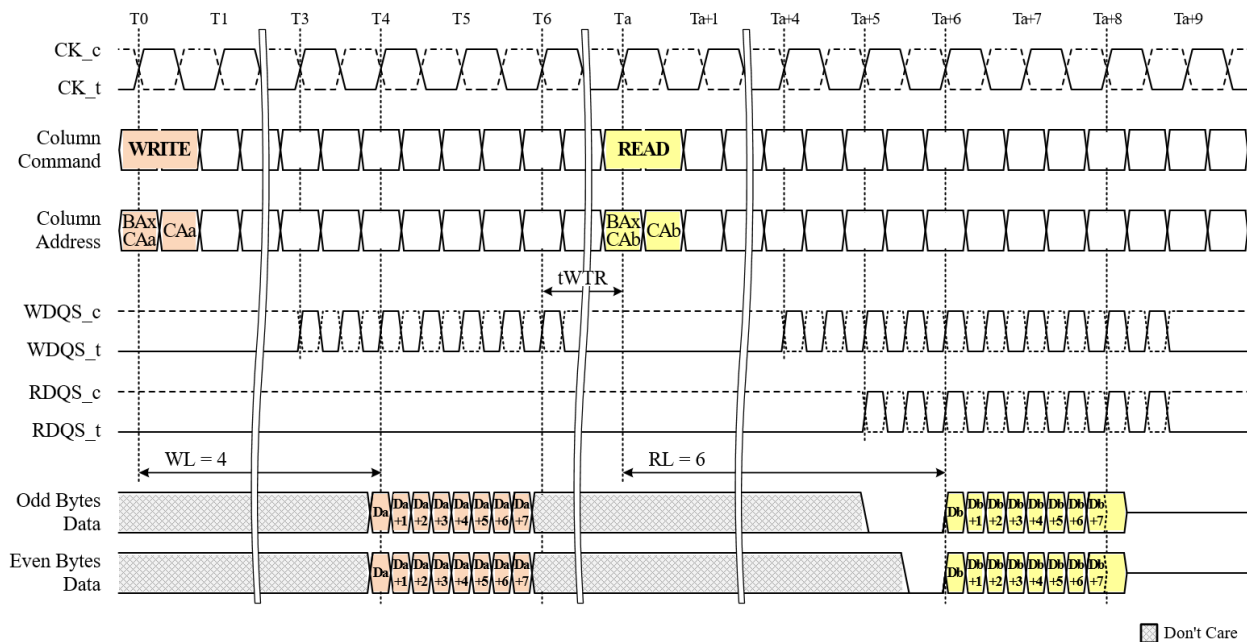 T0 T1 T3 T4 T5 T6 Ta Ta+1 Ta+4 Ta+5 Ta+6 Ta+7 Ta+8 Ta+9
CK_c
CK_t
Column
Command
WRITE READ
Column
Address
BAx
CAa
CAa
BAx
CAb
CAb
tWTR
WDQS_c
WDQS_t
RDQS_c
RDQS_t
WL = 4 RL = 6
Odd Bytes
Data
Da Da Da Da Da Da Da Da Db Db Db Db Db Db Db Db
+1 +2 +3 +4 +5 +6 +7 +1 +2 +3 +4 +5 +6 +7
Even Bytes
Data
Da Da Da Da Da Da Da Da Db Db Db Db Db Db Db Db
+1 +2 +3 +4 +5 +6 +7 +1 +2 +3 +4 +5 +6 +7
Don't Care